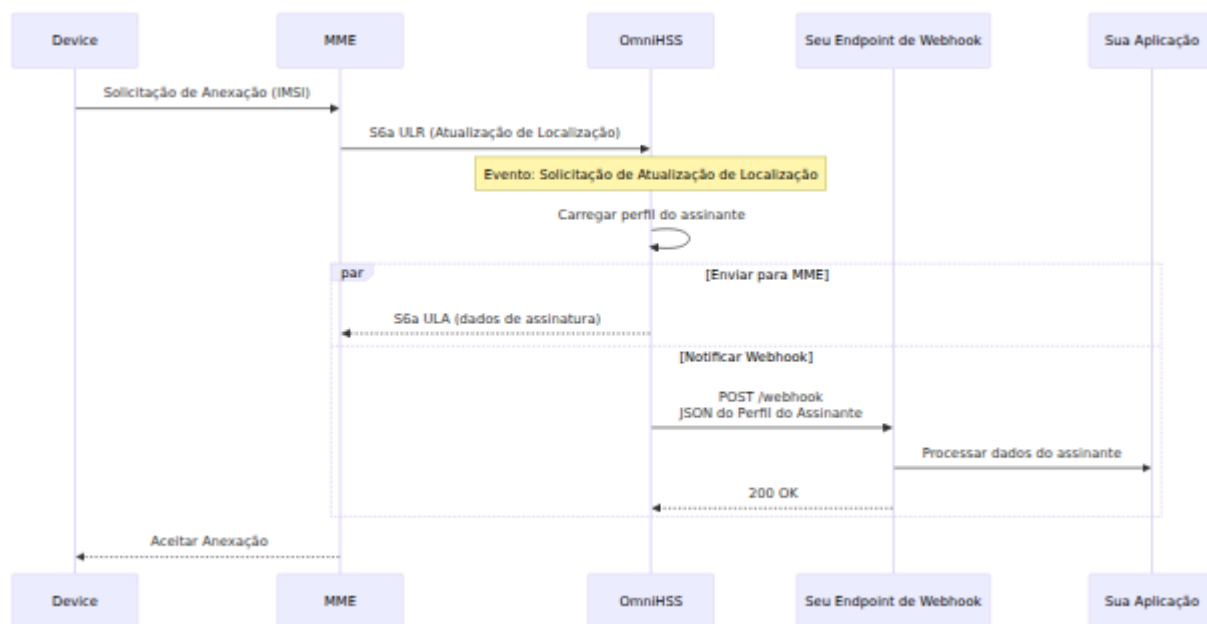 Device
MME
OmniHSS
Seu Endpoint de Webhook
Sua Aplicação
Solicitação de Anexação (IMSI)
S6a ULR (Atualização de Localização)
Evento: Solicitação de Atualização de Localização
Carregar perfil do assinante
par
[Enviar para MME]
S6a ULA (dados de assinatura)
[Notificar Webhook]
POST /webhook
JSON do Perfil do Assinante
Processar dados do assinante
200 OK
Aceitar Anexação
Device
MME
OmniHSS
Seu Endpoint de Webhook
Sua Aplicação